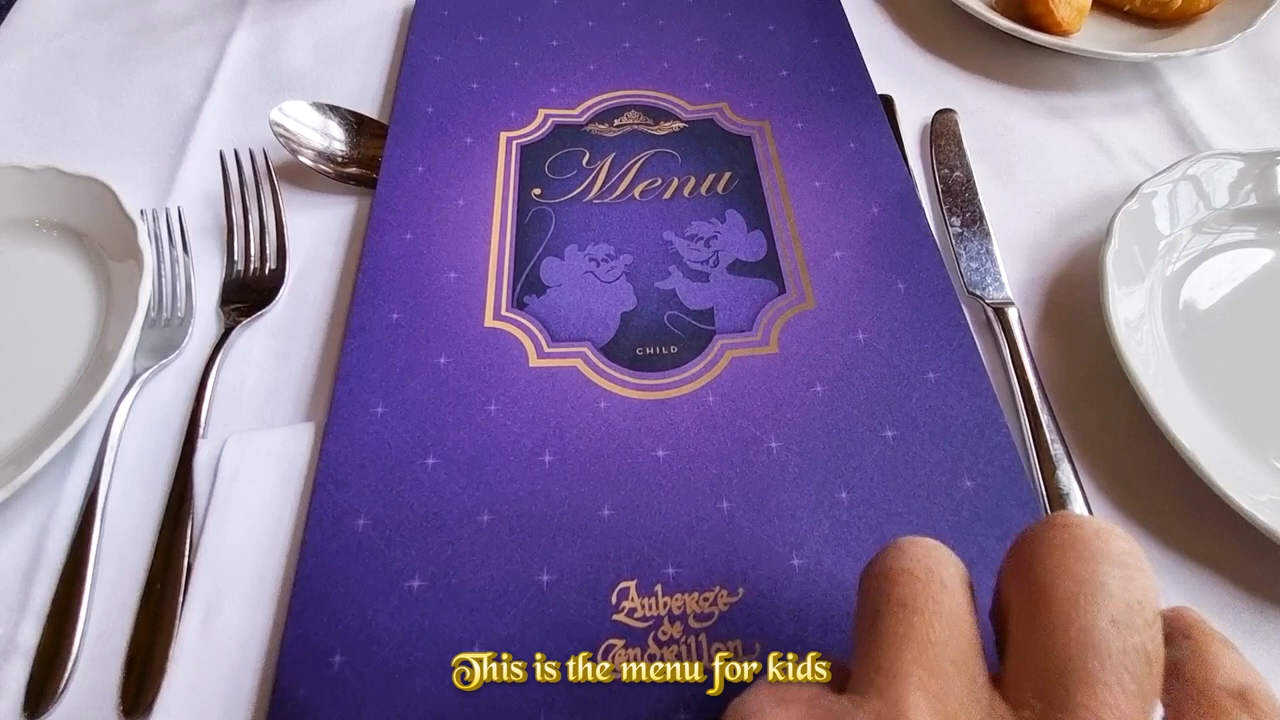 Menu
CHILD
Auberge
de
Cendrillon
This is the menu for kids